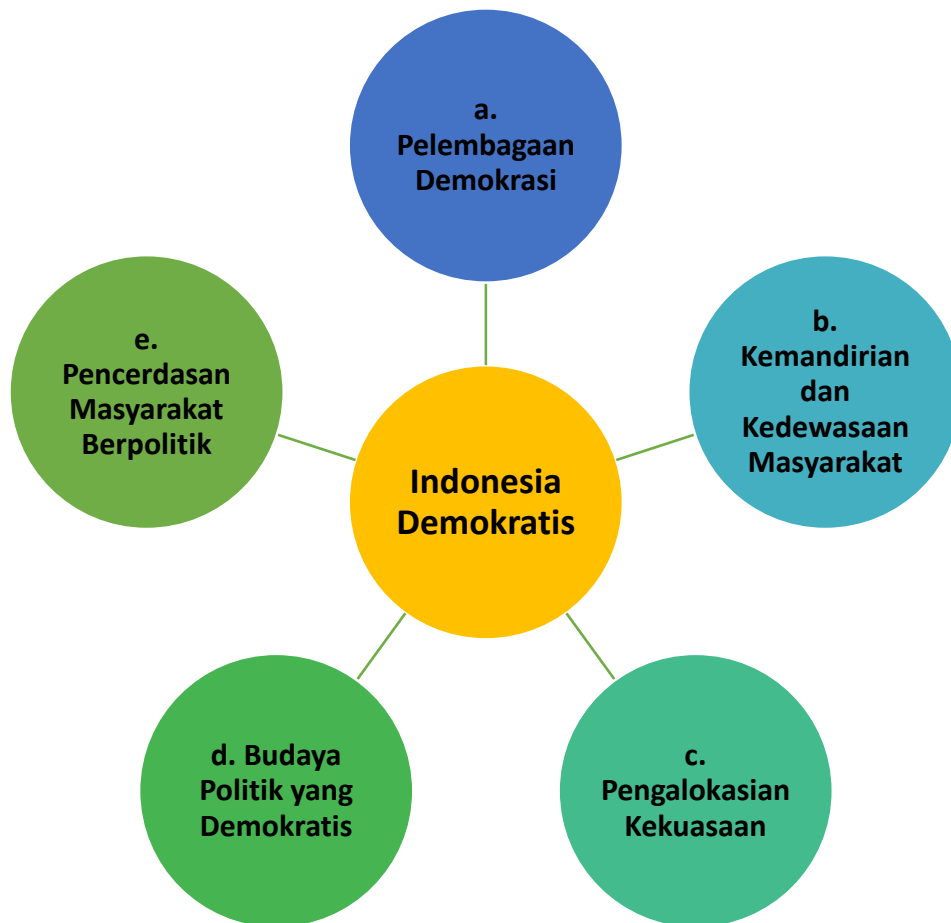 a.
Pelembagaan
Demokrasi
b.
Kemandirian
dan
Kedewasaan
Masyarakat
c.
Pengalokasian
Kekuasaan
d. Budaya
Politik yang
Demokratis
e.
Pencerdasan
Masyarakat
Berpolitik
Indonesia
Demokratis